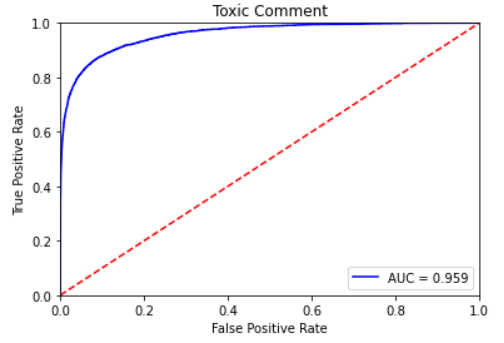 Toxic Comment
1.0
0.8
0.6
0.4
0.2
0.0
True Positive Rate
0.0 0.2 0.4 0.6 0.8 1.0
False Positive Rate
AUC = 0.959